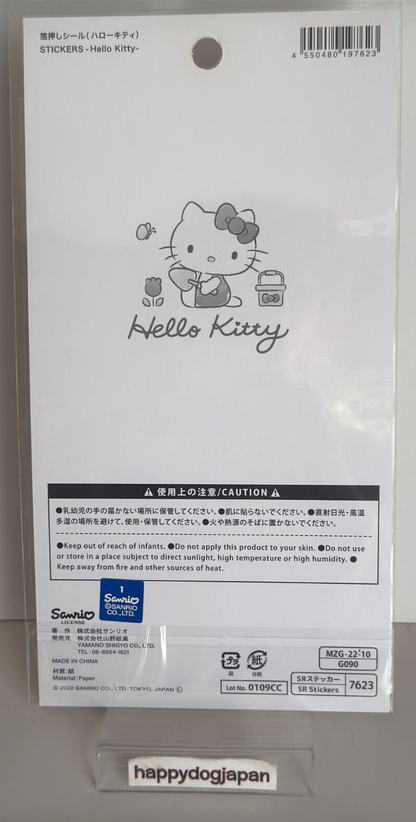 箔押しシール(ハローキティ)
STICKERS -Hello Kitty-
4 550480 197623
Hello Kitty
⚠ 使用上の注意/CAUTION ⚠
●乳幼児の手の届かない場所に保管してください。●肌に貼らないでください。●直射日光・高温
多湿の場所を避けて、使用・保管してください。●火や熱源のそばに置かないでください。
●Keep out of reach of infants. ●Do not apply this product to your skin. ●Do not use
or store in a place subject to direct sunlight, high temperature or high humidity. ●
Keep away from fire and other sources of heat.
1
Sanrio
©SANRIO
CO.,LTD.
Sanrio
LICENSE
著 作 株式会社サンリオ
発売元 株式会社山野紙業
YAMANO SHIGYO CO., LTD.
TEL: 06-6954-1621
MADE IN CHINA
材質:紙
Material:Paper
© 2022 SANRIO CO., LTD. TOKYO, JAPAN Ⓛ
プラ
袋
紙
台紙
MZG-22-10
G090
Lot No. 0109CC
SRステッカー
SR Stickers
7623
happydogjapan